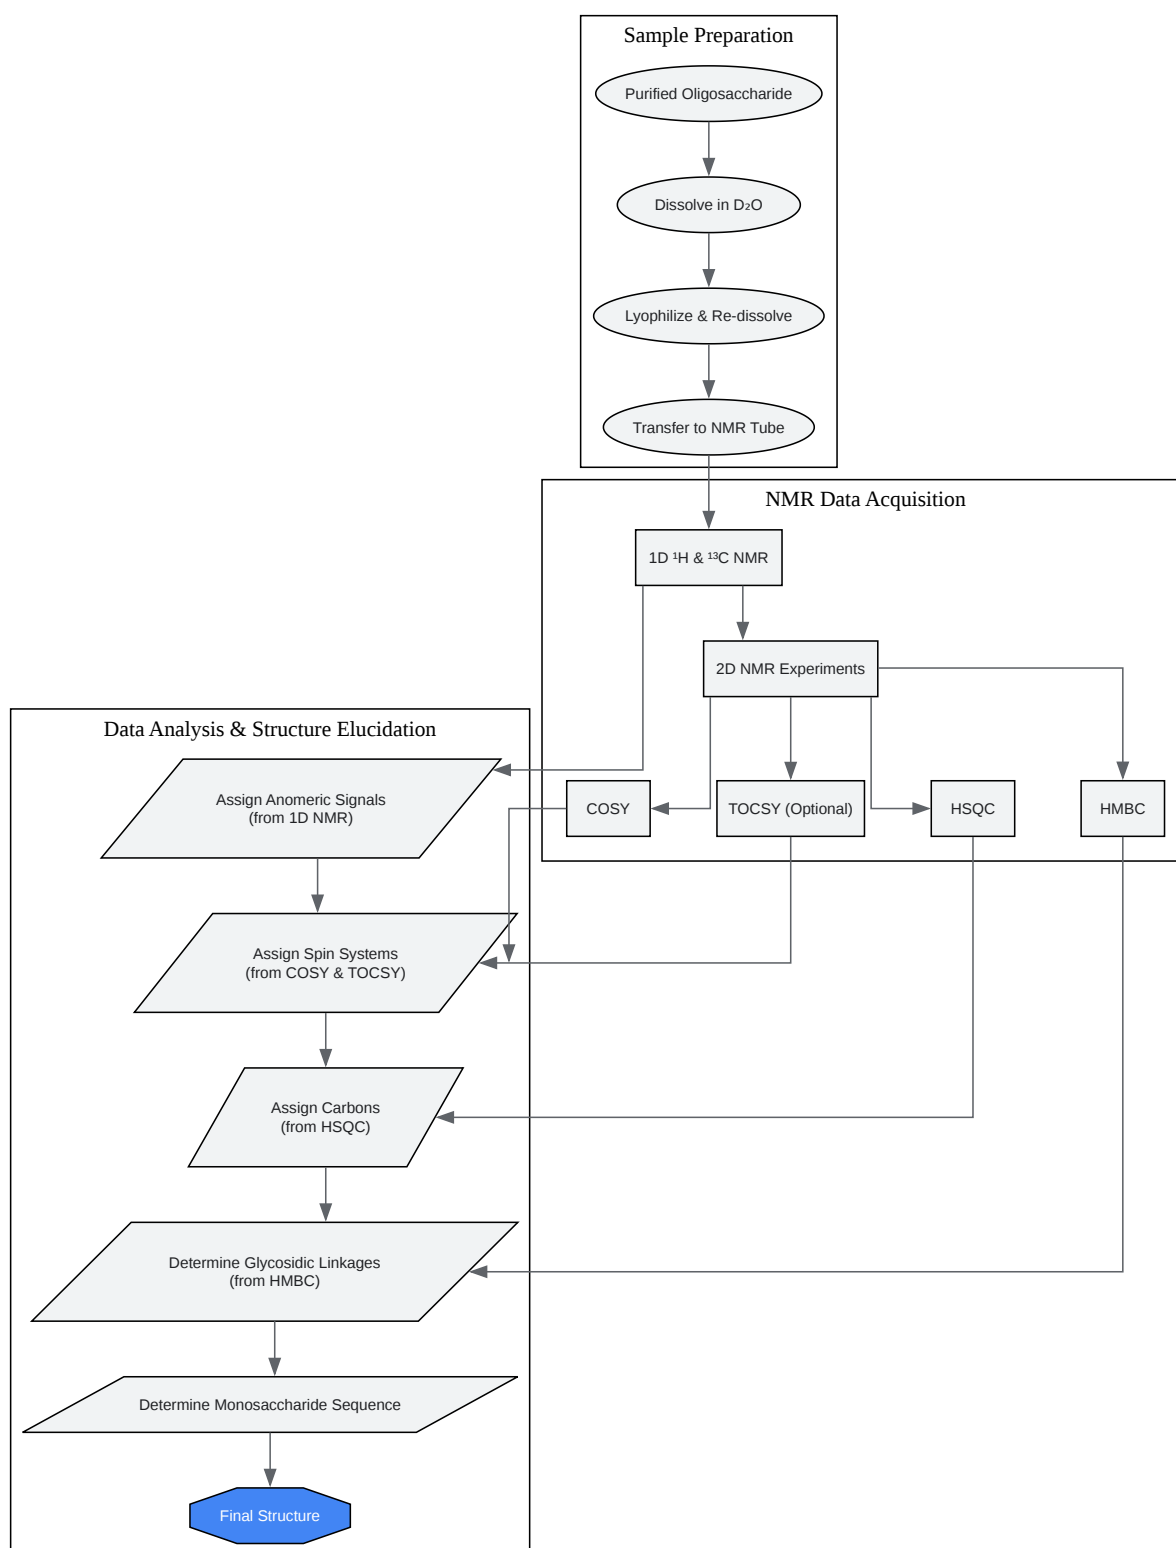 Sample Preparation
Purified Oligosaccharide
Dissolve in D₂O
Lyophilize & Re-dissolve
Transfer to NMR Tube
NMR Data Acquisition
1D ¹H & ¹³C NMR
2D NMR Experiments
COSY
TOCSY (Optional)
HSQC
HMBC
Data Analysis & Structure Elucidation
Assign Anomeric Signals
(from 1D NMR)
Assign Spin Systems
(from COSY & TOCSY)
Assign Carbons
(from HSQC)
Determine Glycosidic Linkages
(from HMBC)
Determine Monosaccharide Sequence
Final Structure